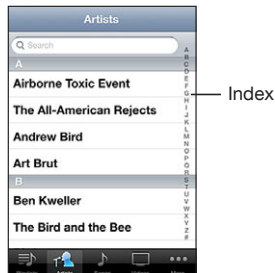 Artists
Search
A
Airborne Toxic Event
The All-American Rejects
Andrew Bird
Art Brut
B
Ben Kweller
The Bird and the Bee
A
B
C
D
E
F
G
H
I
J
K
L
M
N
O
P
Q
R
S
T
U
V
W
X
Y
Z
#
Index
Artists